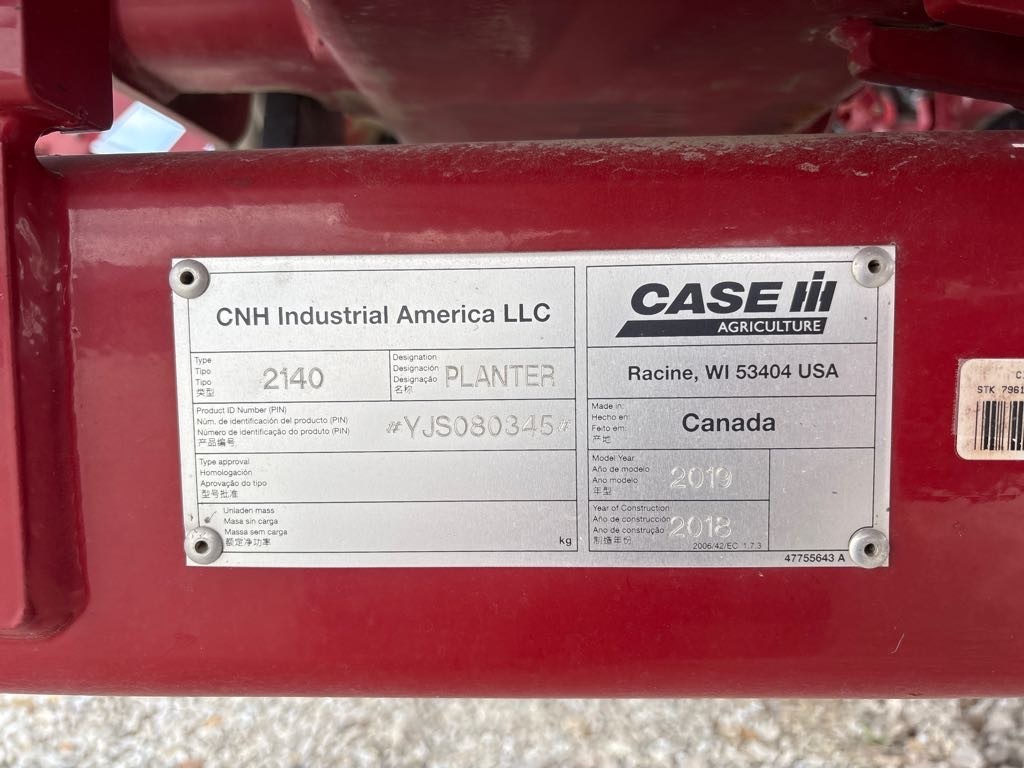 CNH Industrial America LLC
Type
Tipo
Tipo
类型
2140
Designation
Designación
Designação
名称
PLANTER
Product ID Number (PIN)
Núm. de identificación del producto (PIN)
Número de identificação do produto (PIN)
产品编号
#YJS080345#
Type approval
Homologación
Aprovação do tipo
型号批准
Unladen mass
Masa sin carga
Massa sem carga
额定净功率
kg
CASE IH
AGRICULTURE
Racine, WI 53404 USA
Made in:
Hecho en:
Feito em:
产地
Canada
Model Year
Año de modelo
Ano modelo
年型
2019
Year of Construction
Año de construcción
Ano de construção
制造年份
2018
2006/42/EC 1.7.3
47755643 A
STK 7961